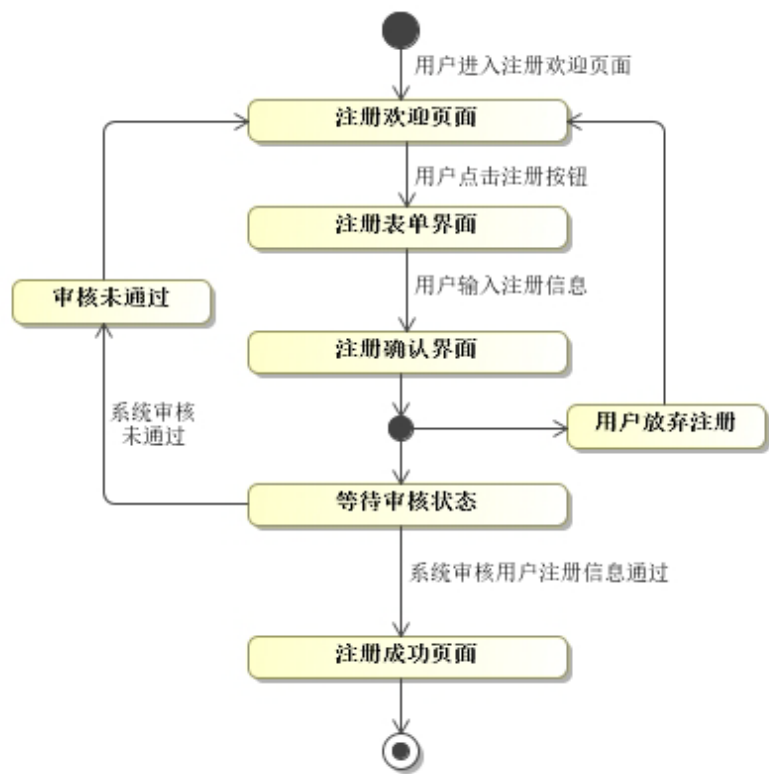 用户进入注册欢迎页面
注册欢迎页面
用户点击注册按钮
注册表单界面
用户输入注册信息
审核未通过
注册确认界面
系统审核
未通过
用户放弃注册
等待审核状态
系统审核用户注册信息通过
注册成功页面